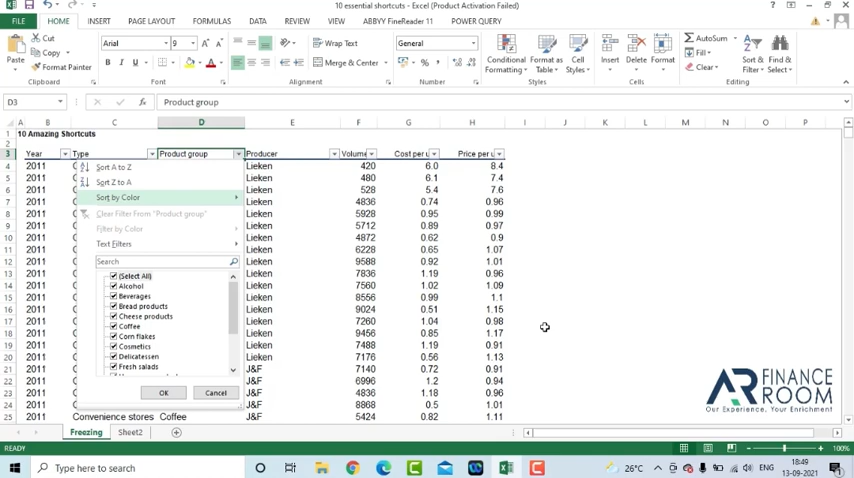 10 essential shortcuts - Excel (Product Activation Failed)
FILE HOME INSERT PAGE LAYOUT FORMULAS DATA REVIEW VIEW ABBYY FineReader 11 POWER QUERY
Paste
Cut
Copy
Format Painter
Clipboard
Arial 9
Font
Wrap Text
Merge & Center
Alignment
General
Number
Conditional Formatting
Format as Table
Cell Styles
Styles
Insert Delete Format
Cells
AutoSum
Fill
Clear
Sort & Filter
Find & Select
Editing
D3 fx Product group
A B C D E F G H I J K L M N O P
1 10 Amazing Shortcuts
2
3 Year Type Product group Producer Volume Cost per u Price per u
4 2011 Lieken 420 6.0 8.4
5 2011 Lieken 480 6.1 7.4
6 2011 Lieken 528 5.4 7.6
7 2011 Lieken 4836 0.74 0.96
8 2011 Lieken 5928 0.95 0.99
9 2011 Lieken 5712 0.89 0.97
10 2011 Lieken 4872 0.62 0.9
11 2011 Lieken 6228 0.65 1.07
12 2011 Lieken 9588 0.92 1.01
13 2011 Lieken 7836 1.19 0.96
14 2011 Lieken 7560 1.02 1.09
15 2011 Lieken 8556 0.99 1.1
16 2011 Lieken 9024 0.51 1.15
17 2011 Lieken 7260 1.04 0.98
18 2011 Lieken 9456 0.85 1.17
19 2011 Lieken 7488 1.19 0.91
20 2011 Lieken 7176 0.56 1.13
21 2011 J&F 7140 0.72 0.91
22 2011 J&F 6996 1.2 0.94
23 2011 J&F 4836 1.18 0.96
24 2011 J&F 8868 0.5 1.01
25 2011 Convenience stores Coffee J&F 5424 0.82 1.11
Sort A to Z
Sort Z to A
Sort by Color
Clear Filter From "Product group"
Filter by Color
Text Filters
Search
(Select All)
Alcohol
Beverages
Bread products
Cheese products
Coffee
Corn flakes
Cosmetics
Delicatessen
Fresh salads
OK Cancel
AR FINANCE ROOM
Our Experience, Your Enrichment
Freezing Sheet2
READY 100%
Type here to search
26°C ENG 18:49
13-09-2021